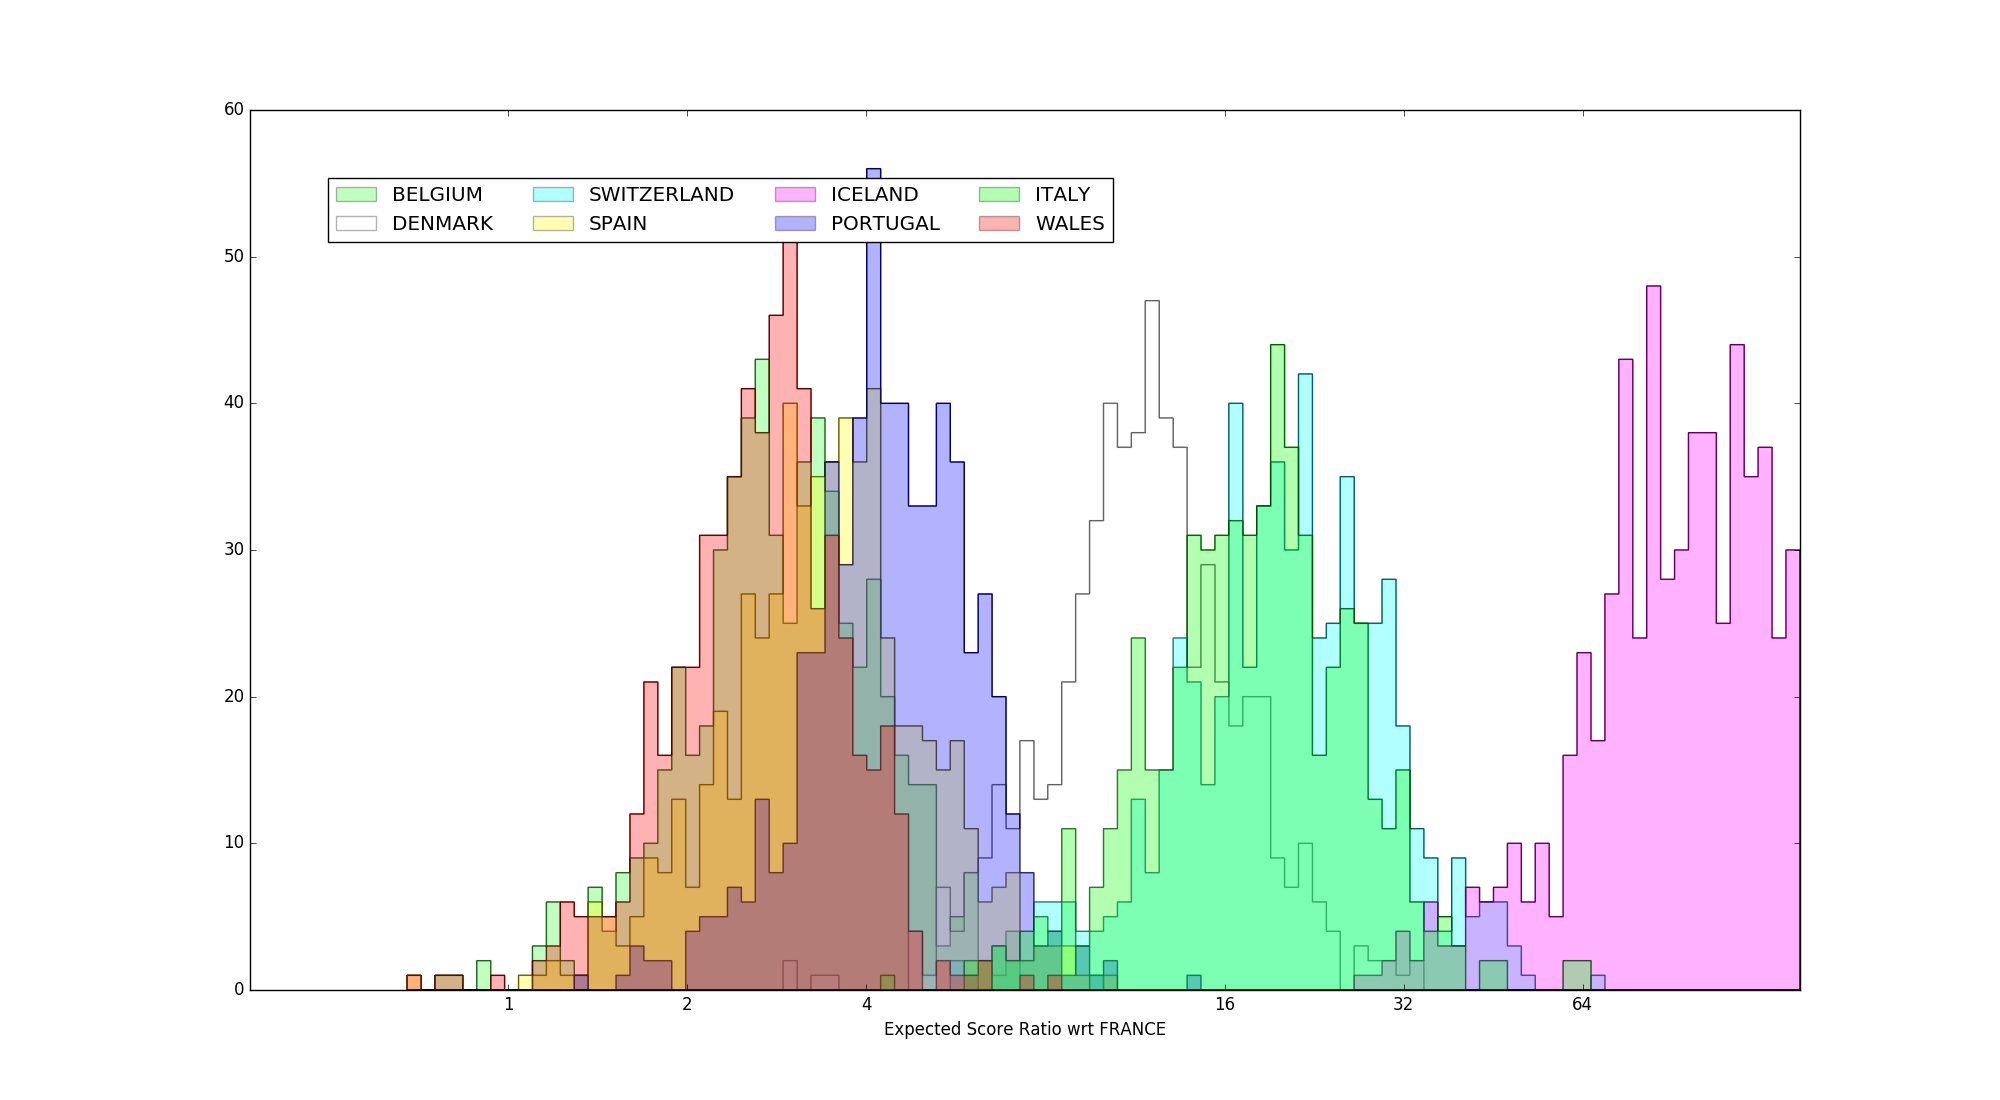 60
BELGIUM SWITZERLAND ICELAND ITALY
DENMARK SPAIN PORTUGAL WALES
50
40
30
20
10
0
1 2 4 16 32 64
Expected Score Ratio wrt FRANCE